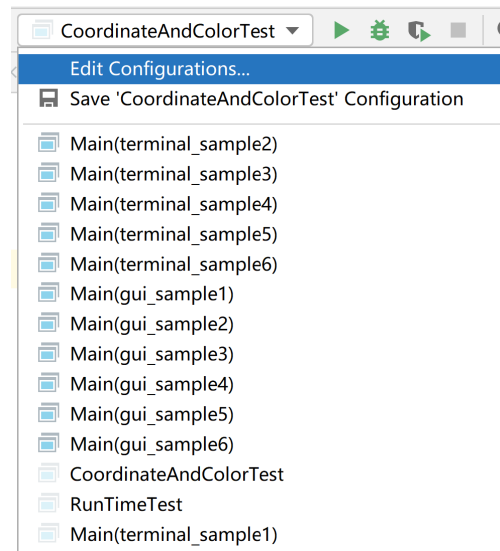 CoordinateAndColorTest
Edit Configurations...
Save 'CoordinateAndColorTest' Configuration
Main(terminal_sample2)
Main(terminal_sample3)
Main(terminal_sample4)
Main(terminal_sample5)
Main(terminal_sample6)
Main(gui_sample1)
Main(gui_sample2)
Main(gui_sample3)
Main(gui_sample4)
Main(gui_sample5)
Main(gui_sample6)
CoordinateAndColorTest
RunTimeTest
Main(terminal_sample1)